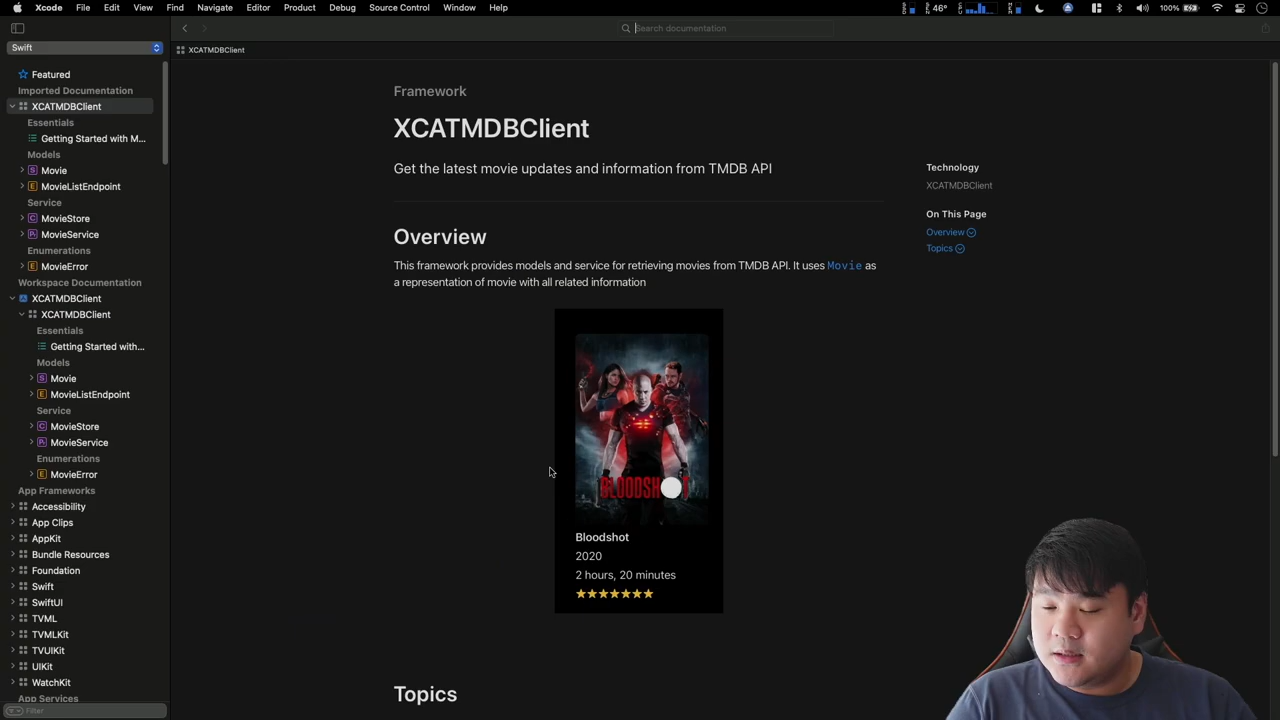 Xcode File Edit View Find Navigate Editor Product Debug Source Control Window Help
46° 100%
Search documentation
Swift
XCATMDBClient
Featured
Imported Documentation
XCATMDBClient
Essentials
Getting Started with M...
Models
Movie
MovieListEndpoint
Service
MovieStore
MovieService
Enumerations
MovieError
Workspace Documentation
XCATMDBClient
XCATMDBClient
Essentials
Getting Started with...
Models
Movie
MovieListEndpoint
Service
MovieStore
MovieService
Enumerations
MovieError
App Frameworks
Accessibility
App Clips
AppKit
Bundle Resources
Foundation
Swift
SwiftUI
TVML
TVMLKit
TVUIKit
UIKit
WatchKit
App Services
Filter
Framework
XCATMDBClient
Get the latest movie updates and information from TMDB API
Overview
This framework provides models and service for retrieving movies from TMDB API. It uses Movie as
a representation of movie with all related information
BLOODSHOT
Bloodshot
2020
2 hours, 20 minutes
★★★★★★★
Topics
Technology
XCATMDBClient
On This Page
Overview
Topics